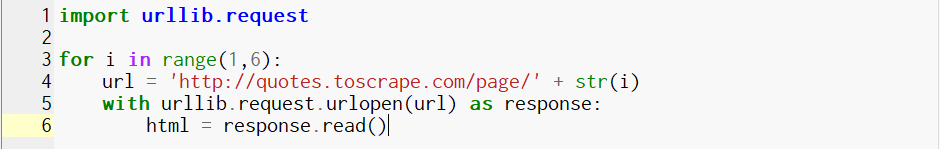 1 import urllib.request
2
3 for i in range(1,6):
4     url = 'http://quotes.toscrape.com/page/' + str(i)
5     with urllib.request.urlopen(url) as response:
6         html = response.read()